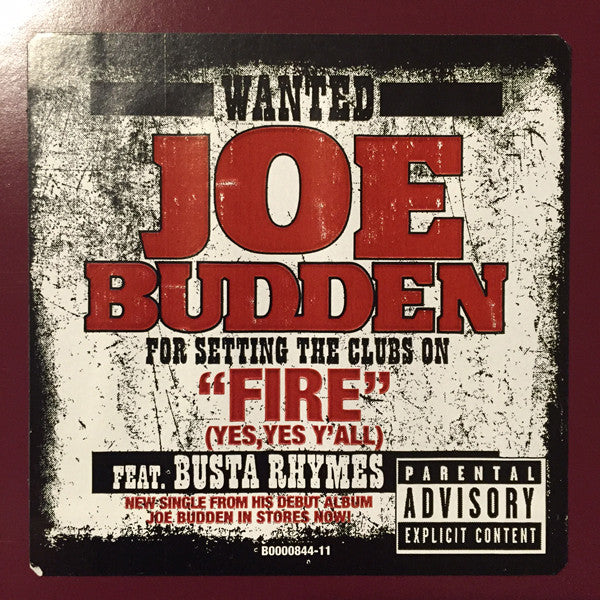 WANTED
JOE
BUDDEN
FOR SETTING THE CLUBS ON
“FIRE”
(YES, YES Y'ALL)
FEAT. BUSTA RHYMES
NEW SINGLE FROM HIS DEBUT ALBUM
JOE BUDDEN IN STORES NOW!
B0000844-11
PARENTAL
ADVISORY
EXPLICIT CONTENT